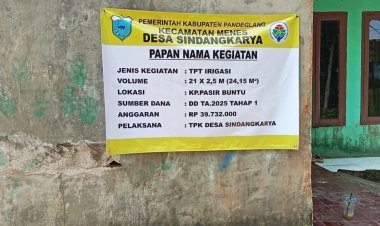 PEMERINTAH KABUPATEN PANDEGLANG
KECAMATAN MENES
DESA SINDANGKARYA
PAPAN NAMA KEGIATAN
JENIS KEGIATAN : TPT IRIGASI
VOLUME : 21 X 2,5 M (24,15 M³)
LOKASI : KP.PASIR BUNTU
SUMBER DANA : DD TA.2025 TAHAP 1
ANGGARAN : RP 39.732.000
PELAKSANA : TPK DESA SINDANGKARYA